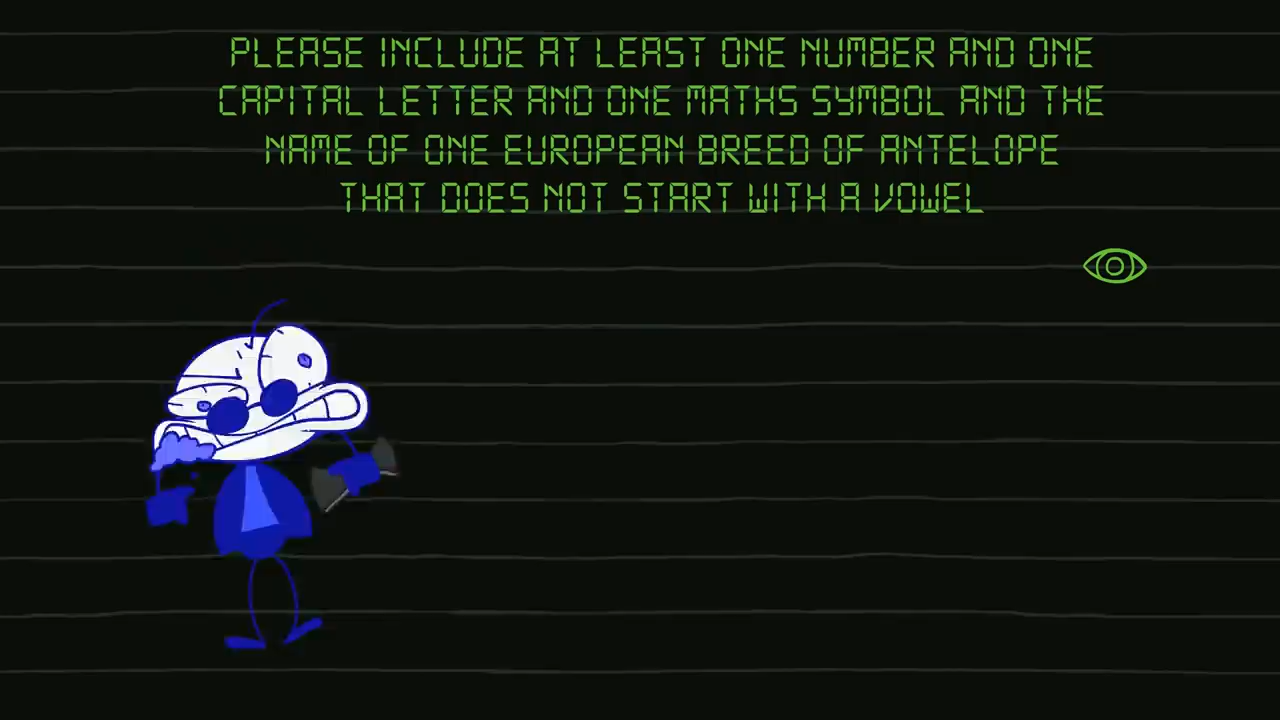 PLEASE INCLUDE AT LEAST ONE NUMBER AND ONE
CAPITAL LETTER AND ONE MATHS SYMBOL AND THE
NAME OF ONE EUROPEAN BREED OF ANTELOPE
THAT DOES NOT START WITH A VOWEL